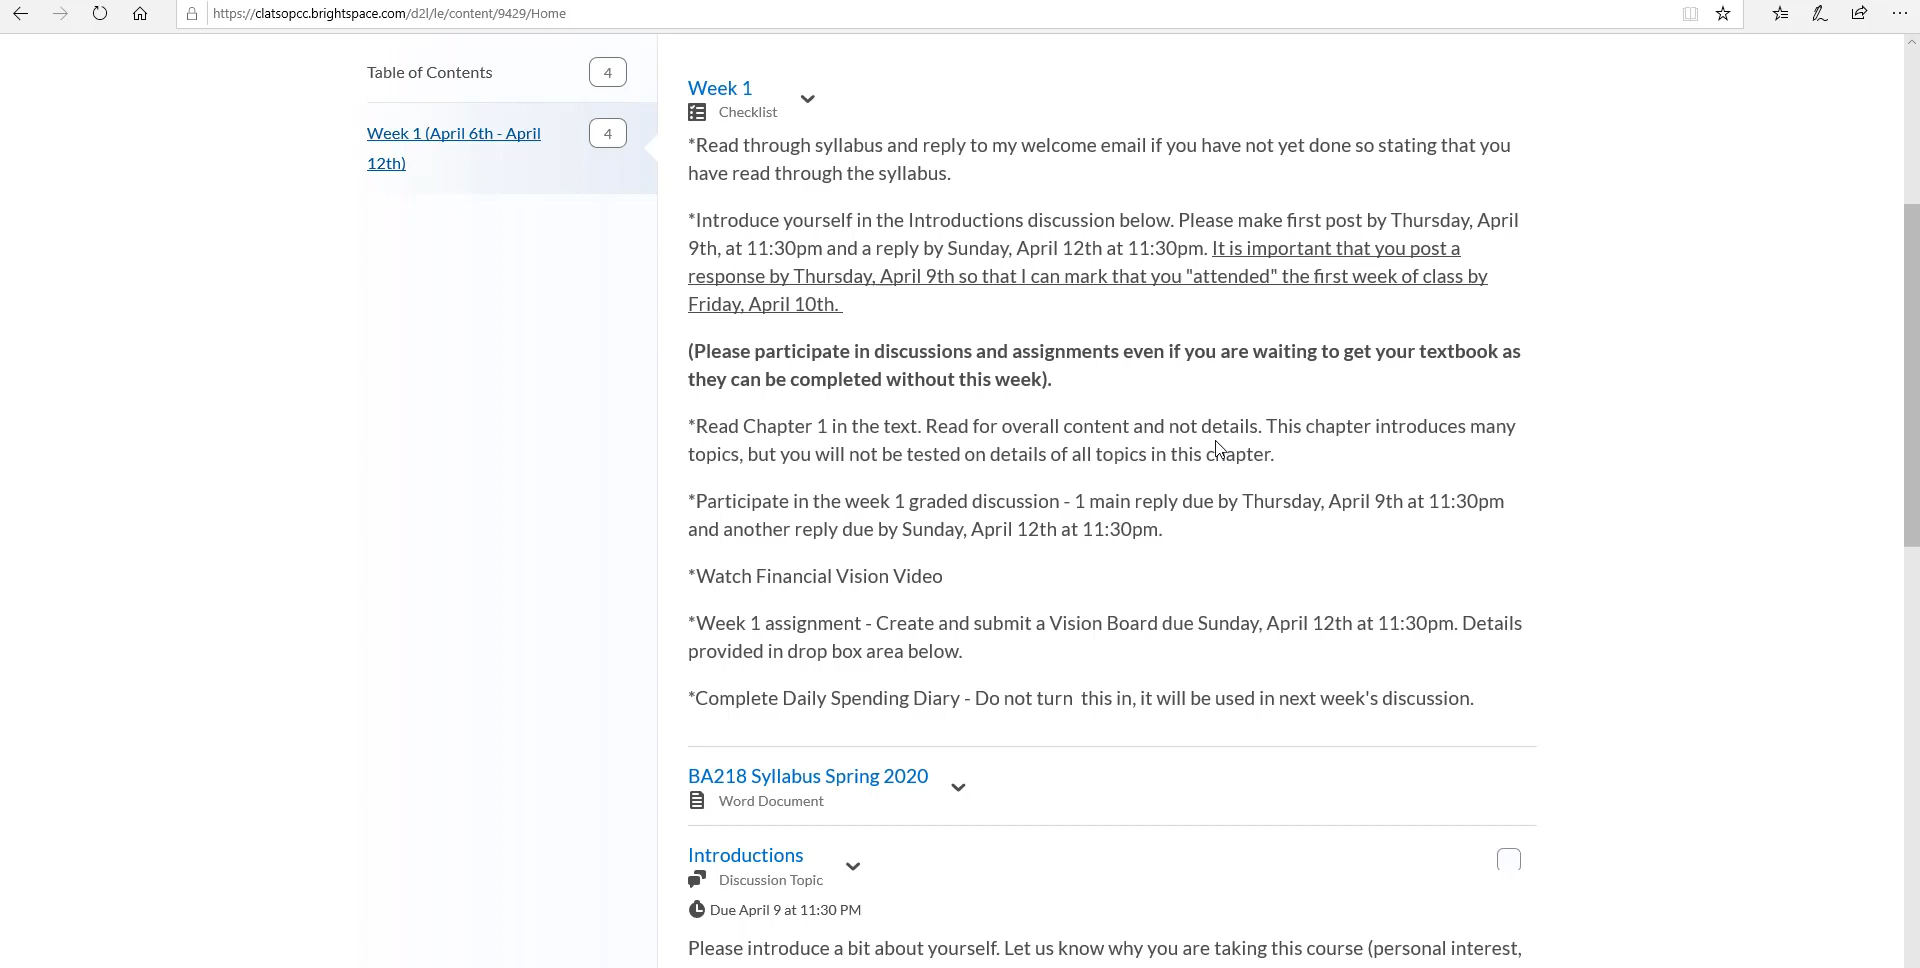 https://clatsopcc.brightspace.com/d2l/le/content/9429/Home
Table of Contents
4
Week 1 (April 6th - April
12th)
4
Week 1
Checklist
*Read through syllabus and reply to my welcome email if you have not yet done so stating that you
have read through the syllabus.
*Introduce yourself in the Introductions discussion below. Please make first post by Thursday, April
9th, at 11:30pm and a reply by Sunday, April 12th at 11:30pm. It is important that you post a
response by Thursday, April 9th so that I can mark that you "attended" the first week of class by
Friday, April 10th.
(Please participate in discussions and assignments even if you are waiting to get your textbook as
they can be completed without this week).
*Read Chapter 1 in the text. Read for overall content and not details. This chapter introduces many
topics, but you will not be tested on details of all topics in this chapter.
*Participate in the week 1 graded discussion - 1 main reply due by Thursday, April 9th at 11:30pm
and another reply due by Sunday, April 12th at 11:30pm.
*Watch Financial Vision Video
*Week 1 assignment - Create and submit a Vision Board due Sunday, April 12th at 11:30pm. Details
provided in drop box area below.
*Complete Daily Spending Diary - Do not turn  this in, it will be used in next week's discussion.
BA218 Syllabus Spring 2020
Word Document
Introductions
Discussion Topic
Due April 9 at 11:30 PM
Please introduce a bit about yourself. Let us know why you are taking this course (personal interest,